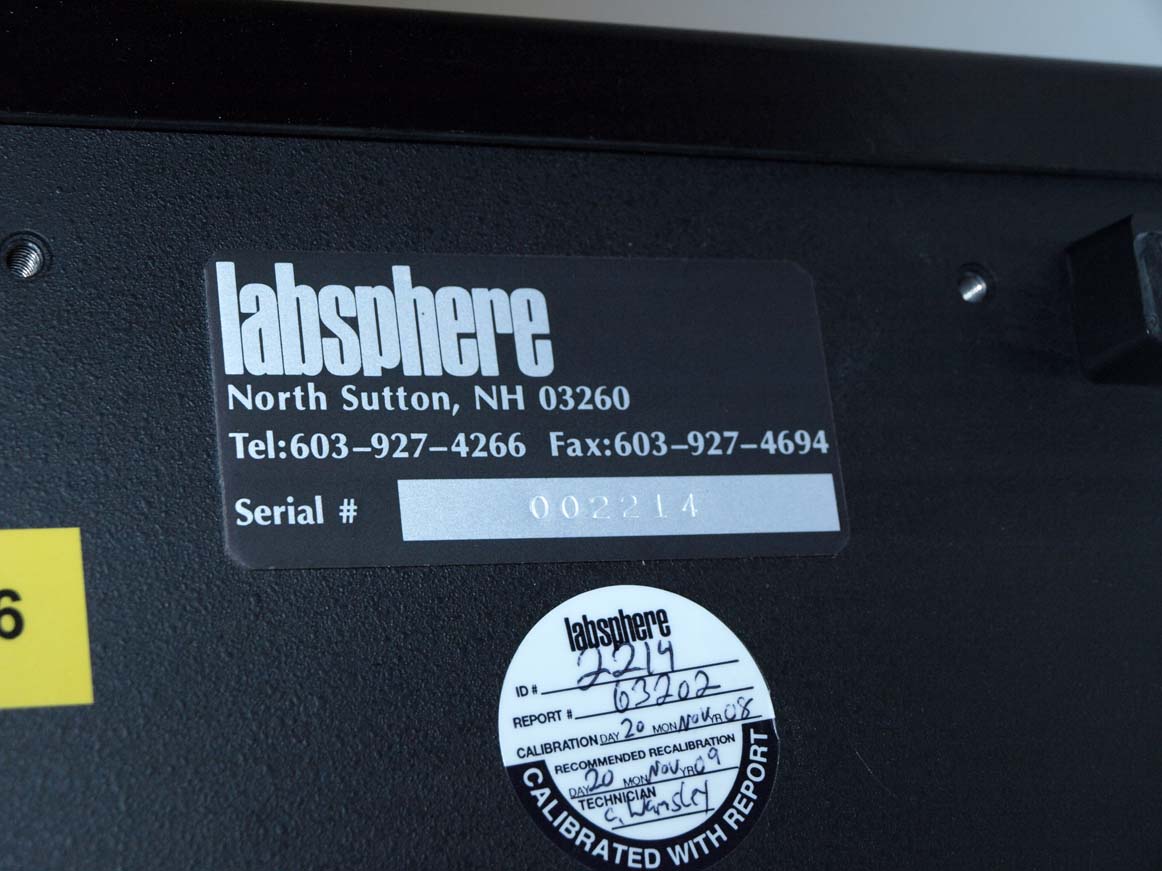 labsphere
North Sutton, NH 03260
Tel:603–927–4266 Fax:603–927–4694
Serial # 002214
6
labsphere
ID # 2214
REPORT # 63202
CALIBRATION DAY 20 MON Nov YR 08
RECOMMENDED RECALIBRATION
DAY 20 MON Nov YR 09
TECHNICIAN
C. Wamsley
CALIBRATED WITH REPORT